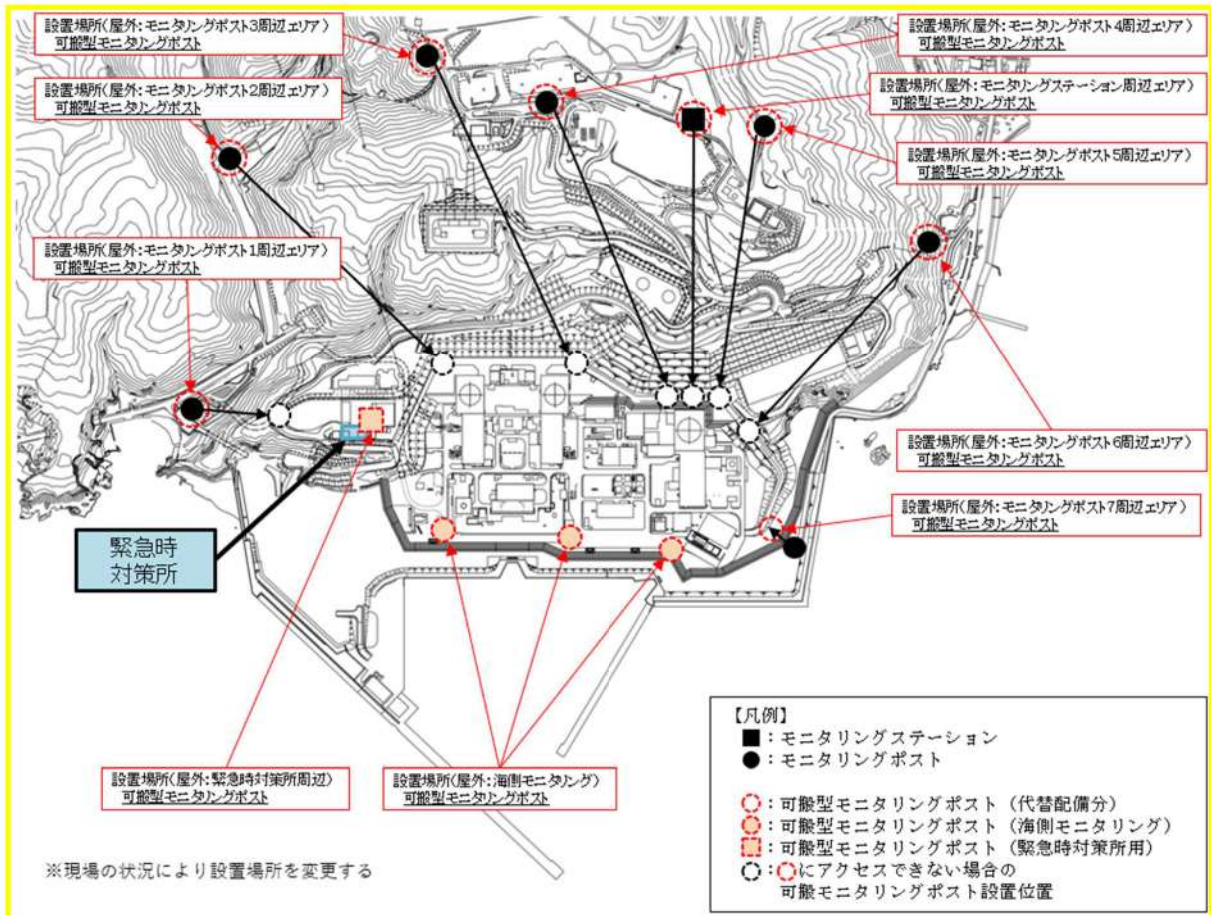 設置場所(屋外:モニタリングポスト3周辺エリア)
可搬型モニタリングポスト
設置場所(屋外:モニタリングポスト4周辺エリア)
可搬型モニタリングポスト
設置場所(屋外:モニタリングポスト2周辺エリア)
可搬型モニタリングポスト
設置場所(屋外:モニタリングステーション周辺エリア)
可搬型モニタリングポスト
設置場所(屋外:モニタリングポスト5周辺エリア)
可搬型モニタリングポスト
設置場所(屋外:モニタリングポスト1周辺エリア)
可搬型モニタリングポスト
設置場所(屋外:モニタリングポスト6周辺エリア)
可搬型モニタリングポスト
設置場所(屋外:モニタリングポスト7周辺エリア)
可搬型モニタリングポスト
緊急時
対策所
設置場所(屋外:緊急時対策所周辺)
可搬型モニタリングポスト
設置場所(屋外:海側モニタリング)
可搬型モニタリングポスト
【凡例】
■:モニタリングステーション
●:モニタリングポスト
:可搬型モニタリングポスト(代替配備分)
:可搬型モニタリングポスト(海側モニタリング)
:可搬型モニタリングポスト(緊急時対策所用)
:にアクセスできない場合の
可搬モニタリングポスト設置位置
※現場の状況により設置場所を変更する